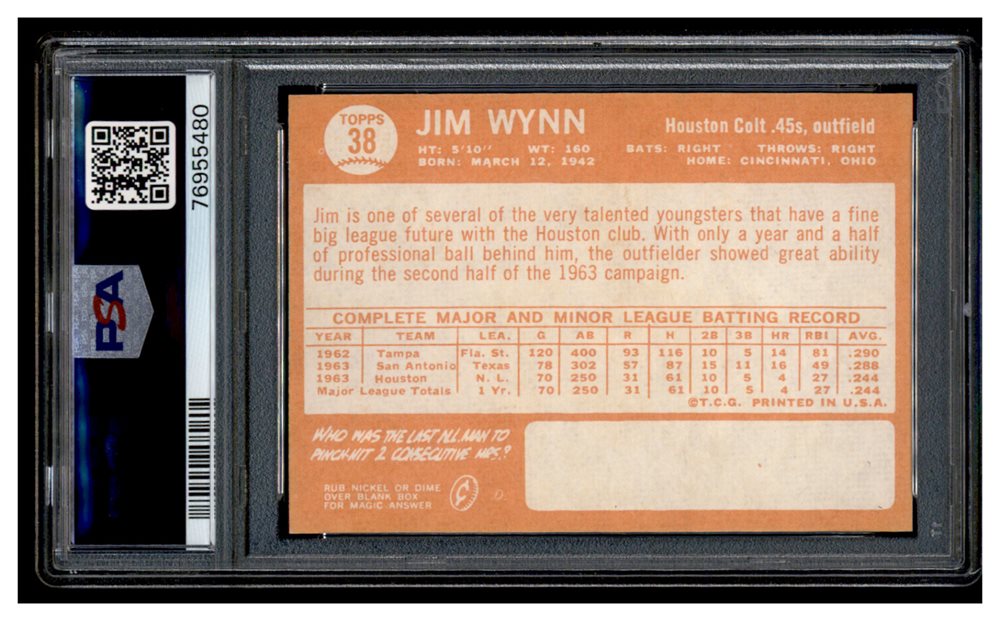 76955480
PSA
TOPPS
38
JIM WYNN
Houston Colt .45s, outfield
HT: 5'10" WT: 160 BATS: RIGHT THROWS: RIGHT
BORN: MARCH 12, 1942 HOME: CINCINNATI, OHIO
Jim is one of several of the very talented youngsters that have a fine
big league future with the Houston club. With only a year and a half
of professional ball behind him, the outfielder showed great ability
during the second half of the 1963 campaign.
COMPLETE MAJOR AND MINOR LEAGUE BATTING RECORD
YEAR TEAM LEA. G AB R H 2B 3B HR RBI AVG.
1962 Tampa Fla. St. 120 400 93 116 10 5 14 81 .290
1963 San Antonio Texas 78 302 57 87 15 11 16 49 .288
1963 Houston N. L. 70 250 31 61 10 5 4 27 .244
Major League Totals 1 Yr. 70 250 31 61 10 5 4 27 .244
©T.C.G. PRINTED IN U.S.A.
WHO WAS THE LAST N.L. MAN TO
PINCH-HIT 2 CONSECUTIVE HRS.?
RUB NICKEL OR DIME
OVER BLANK BOX
FOR MAGIC ANSWER